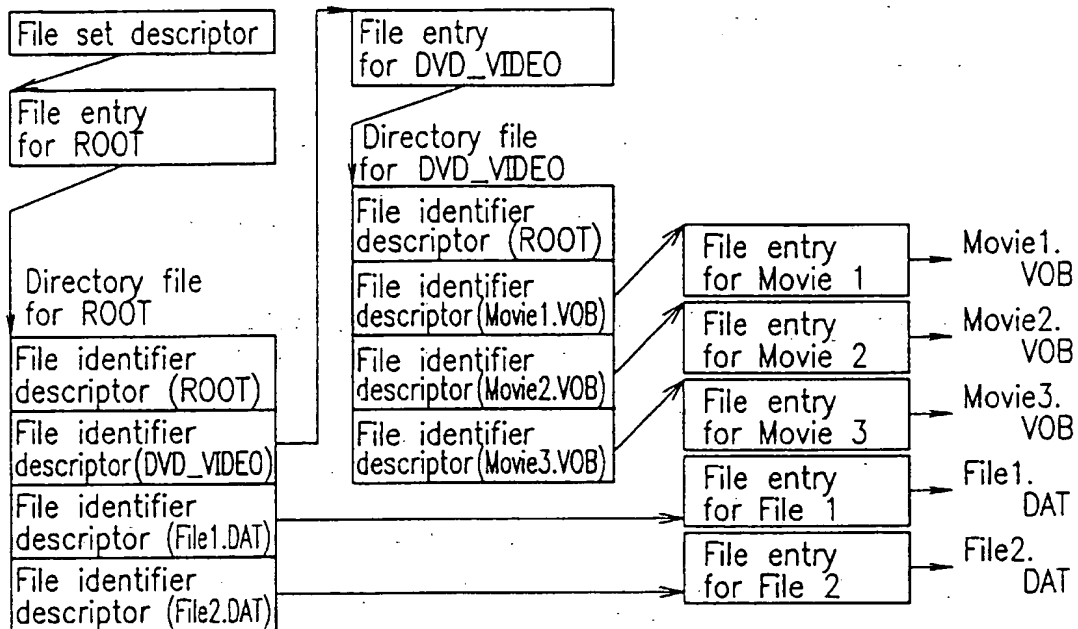 File set descriptor
File entry
for ROOT
Directory file
for ROOT
File identifier
descriptor (ROOT)
File identifier
descriptor(DVD_VIDEO)
File identifier
descriptor (File1.DAT)
File identifier
descriptor (File2.DAT)
File entry
for DVD_VIDEO
Directory file
for DVD_VIDEO
File identifier
descriptor (ROOT)
File identifier
descriptor(Movie1.VOB)
File identifier
descriptor(Movie2.VOB)
File identifier
descriptor(Movie3.VOB)
File entry
for Movie 1
File entry
for Movie 2
File entry
for Movie 3
File entry
for File 1
File entry
for File 2
Movie1.
VOB
Movie2.
VOB
Movie3.
VOB
File1.
DAT
File2.
DAT